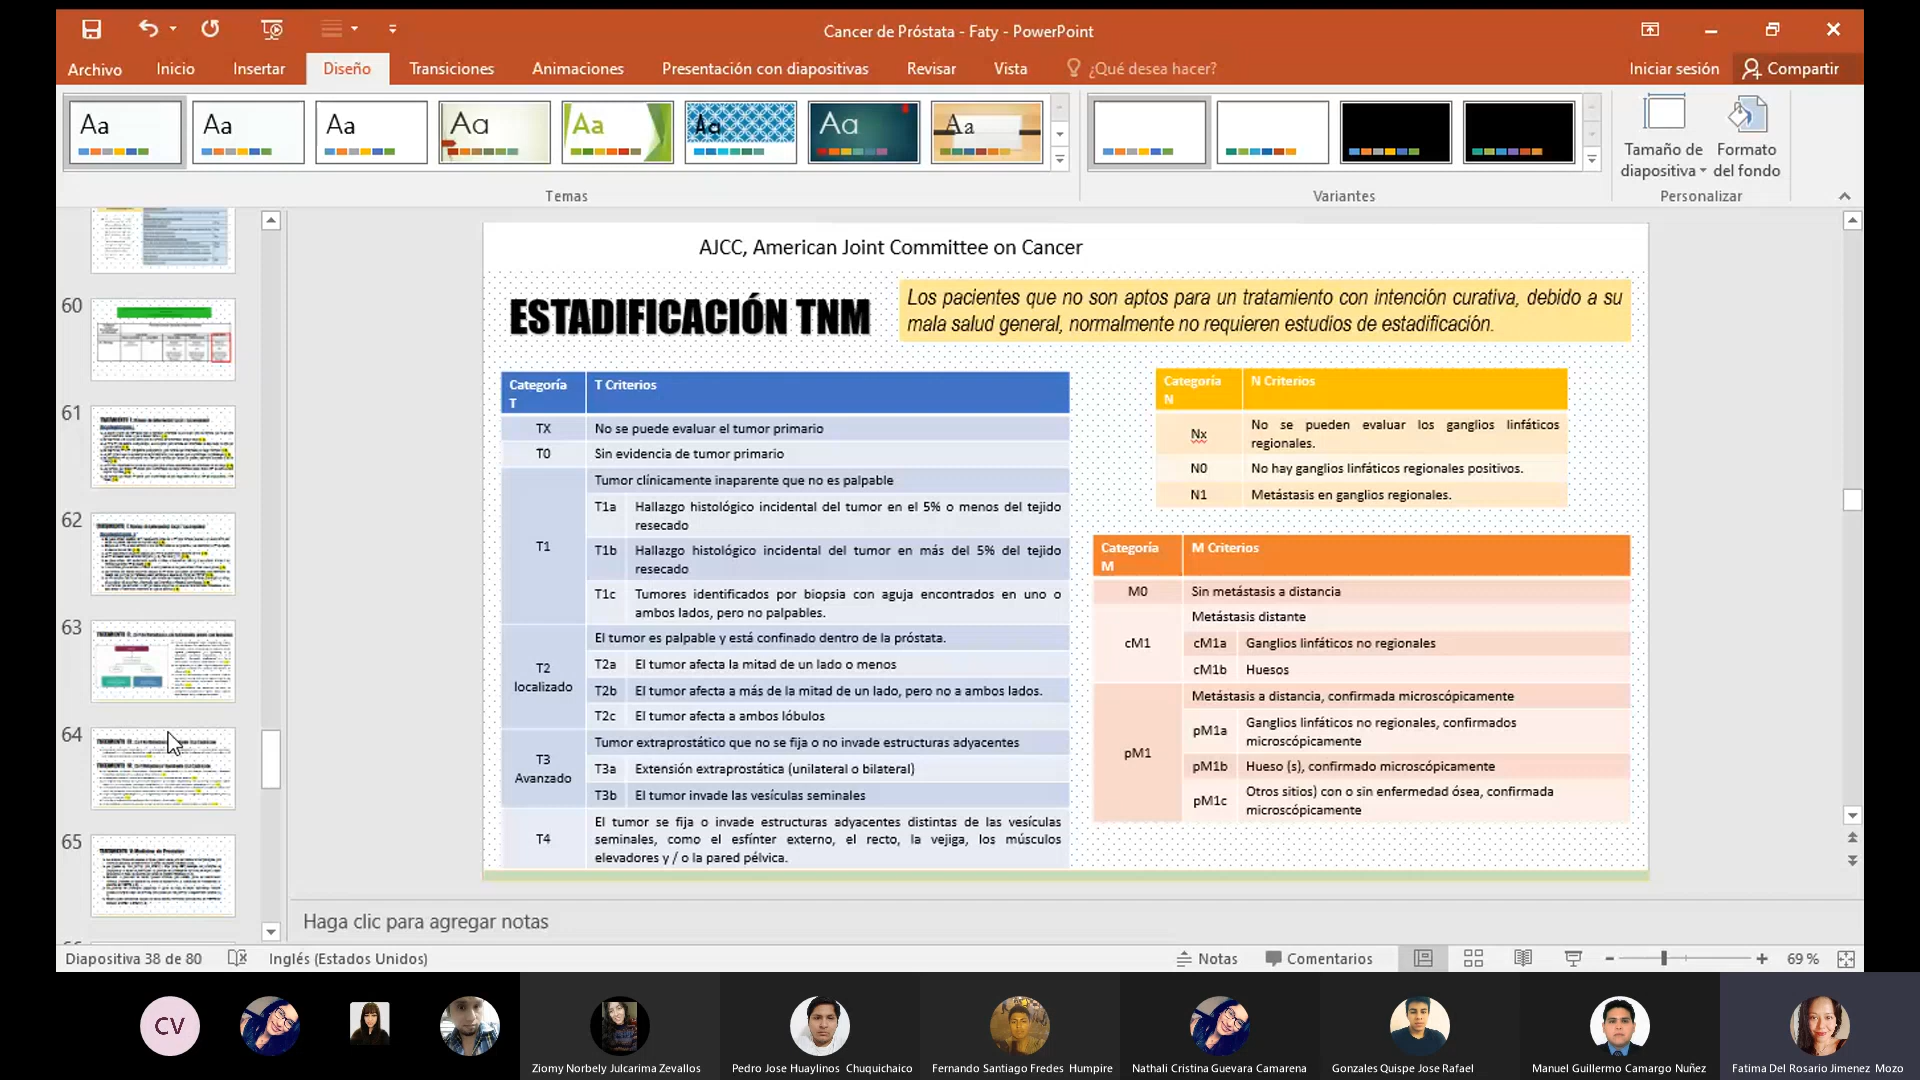 Cancer de Próstata - Faty - PowerPoint
Archivo
Inicio
Insertar
Diseño
Transiciones
Animaciones
Presentación con diapositivas
Revisar
Vista
¿Qué desea hacer?
Iniciar sesión
Compartir
Aa
Aa
Aa
Aa
Aa
Aa
Aa
Aa
Tamaño de diapositiva
Formato del fondo
Temas
Variantes
Personalizar
60
61
62
63
64
65
AJCC, American Joint Committee on Cancer
ESTADIFICACIÓN TNM
Los pacientes que no son aptos para un tratamiento con intención curativa, debido a su
mala salud general, normalmente no requieren estudios de estadificación.
Categoría T
T Criterios
TX
No se puede evaluar el tumor primario
T0
Sin evidencia de tumor primario
T1
Tumor clínicamente inaparente que no es palpable
T1a
Hallazgo histológico incidental del tumor en el 5% o menos del tejido
resecado
T1b
Hallazgo histológico incidental del tumor en más del 5% del tejido
resecado
T1c
Tumores identificados por biopsia con aguja encontrados en uno o
ambos lados, pero no palpables.
T2 localizado
El tumor es palpable y está confinado dentro de la próstata.
T2a
El tumor afecta la mitad de un lado o menos
T2b
El tumor afecta a más de la mitad de un lado, pero no a ambos lados.
T2c
El tumor afecta a ambos lóbulos
T3 Avanzado
Tumor extraprostático que no se fija o no invade estructuras adyacentes
T3a
Extensión extraprostática (unilateral o bilateral)
T3b
El tumor invade las vesículas seminales
T4
El tumor se fija o invade estructuras adyacentes distintas de las vesículas
seminales, como el esfínter externo, el recto, la vejiga, los músculos
elevadores y / o la pared pélvica.
Categoría N
N Criterios
Nx
No se pueden evaluar los ganglios linfáticos
regionales.
N0
No hay ganglios linfáticos regionales positivos.
N1
Metástasis en ganglios regionales.
Categoría M
M Criterios
M0
Sin metástasis a distancia
cM1
Metástasis distante
cM1a
Ganglios linfáticos no regionales
cM1b
Huesos
pM1
Metástasis a distancia, confirmada microscópicamente
pM1a
Ganglios linfáticos no regionales, confirmados
microscópicamente
pM1b
Hueso (s), confirmado microscópicamente
pM1c
Otros sitios) con o sin enfermedad ósea, confirmada
microscópicamente
Haga clic para agregar notas
Diapositiva 38 de 80
Inglés (Estados Unidos)
Notas
Comentarios
69 %
CV
Ziomy Norbely Julcarima Zevallos
Pedro Jose Huaylinos Chuquichaico
Fernando Santiago Fredes Humpire
Nathali Cristina Guevara Camarena
Gonzales Quispe Jose Rafael
Manuel Guillermo Camargo Nuñez
Fatima Del Rosario Jimenez Mozo